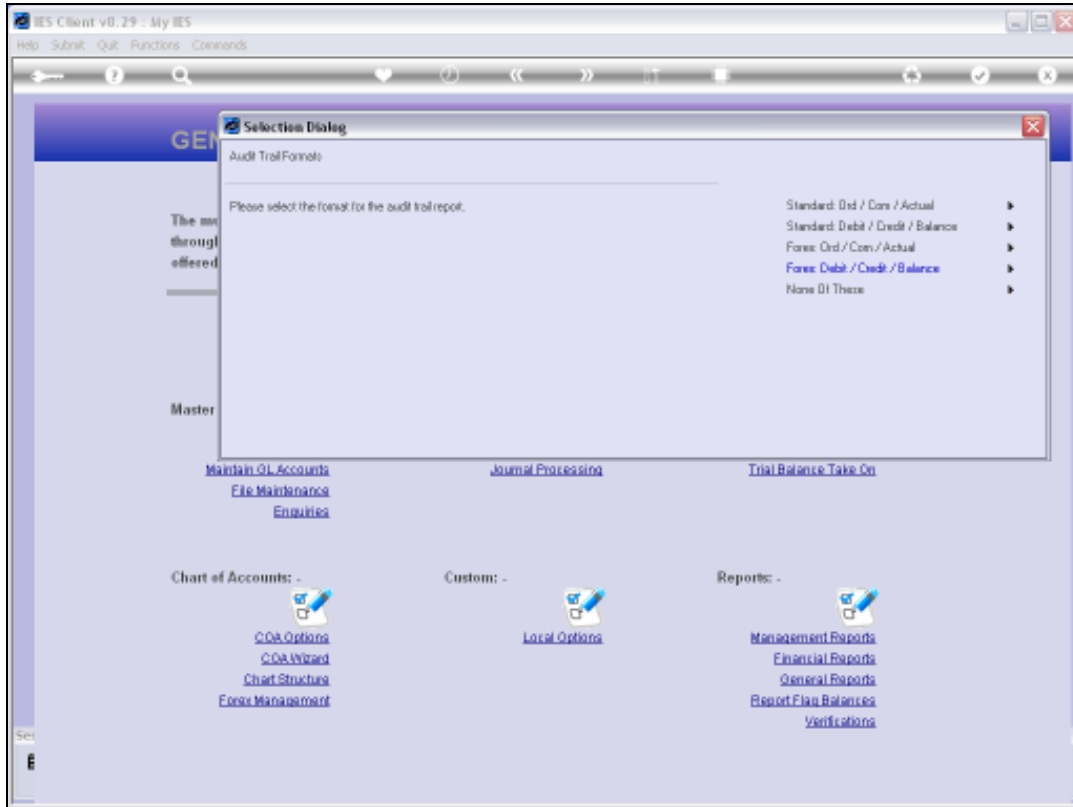 IES Client v8.29 : My IES
Help Submit Quit Functions Commands
GEN
Selection Dialog
Audit Trail Formats
Please select the format for the audit trail report.
Standard: Ord / Com / Actual
Standard: Debit / Credit / Balance
Forex: Ord / Com / Actual
Forex: Debit / Credit / Balance
None Of These
The mo
through
offered
Master
Maintain GL Accounts
Journal Processing
Trial Balance Take On
File Maintenance
Enquiries
Chart of Accounts: -
Custom: -
Reports: -
COA Options
Local Options
Management Reports
COA Wizard
Financial Reports
Chart Structure
General Reports
Forex Management
Report Flag Balances
Verifications